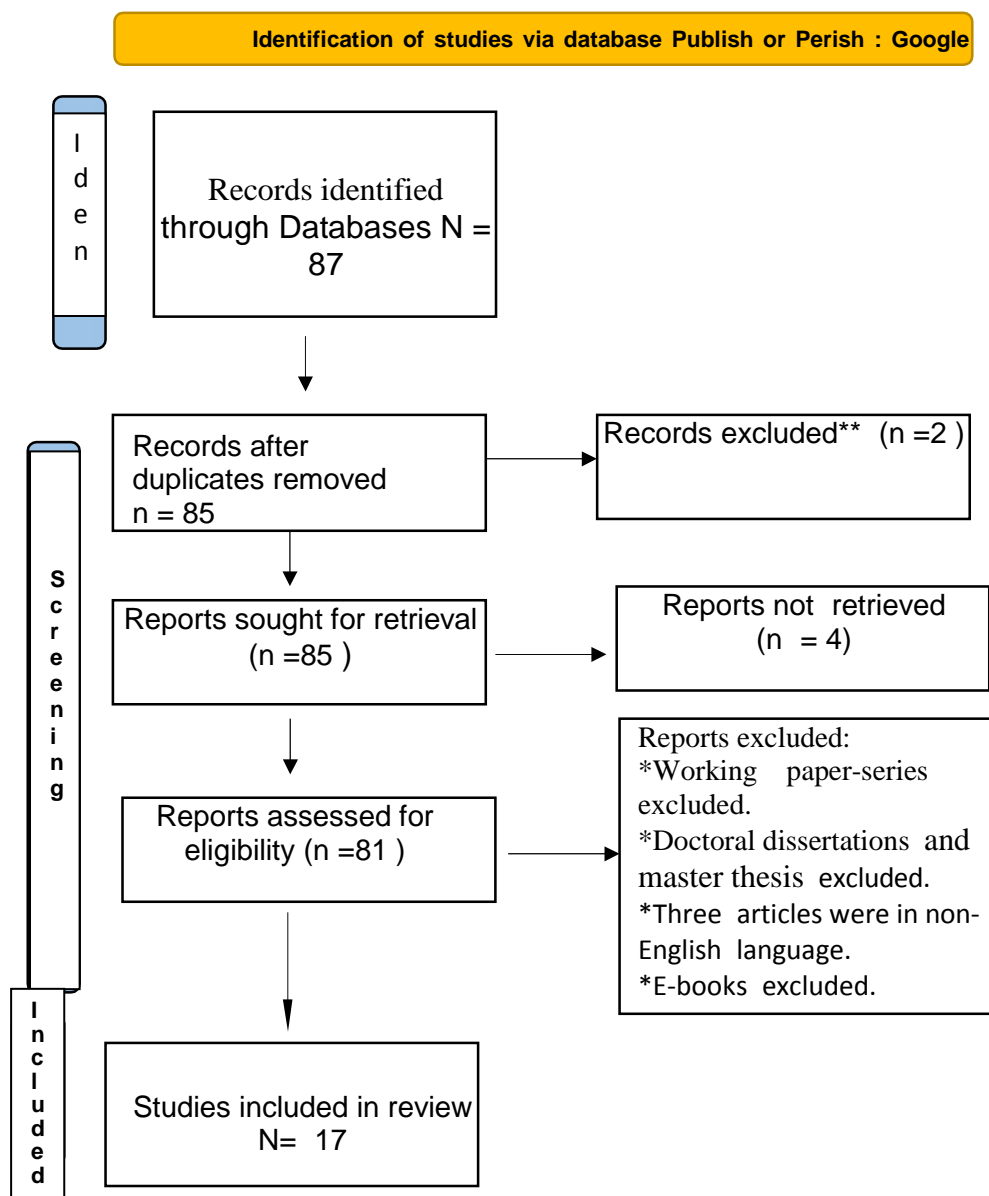 Identification of studies via database Publish or Perish : Google
I
d
e
n
Records identified
through Databases N =
87
Records after
duplicates removed
n = 85
Records excluded** (n =2 )
S
c
r
e
e
n
i
n
g
Reports sought for retrieval
(n =85 )
Reports not retrieved
(n = 4)
Reports assessed for
eligibility (n =81 )
Reports excluded:
*Working paper-series
excluded.
*Doctoral dissertations and
master thesis excluded.
*Three articles were in non-
English language.
*E-books excluded.
I
n
c
l
u
d
e
d
Studies included in review
N= 17